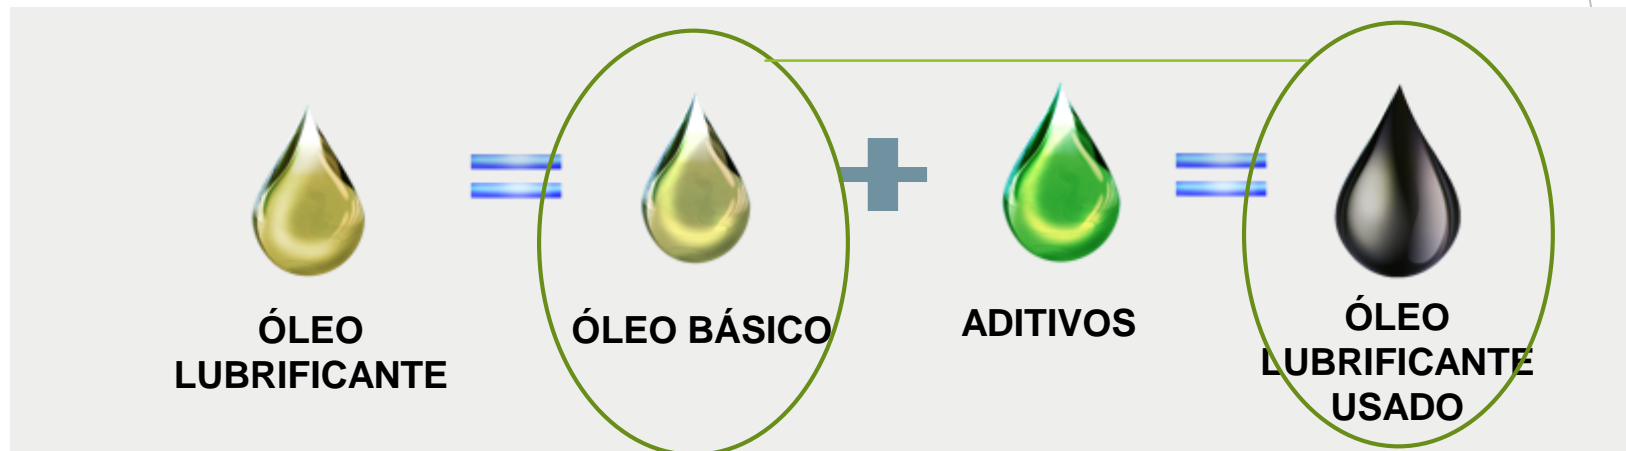 ÓLEO
LUBRIFICANTE
ÓLEO BÁSICO
ADITIVOS
ÓLEO
LUBRIFICANTE
USADO